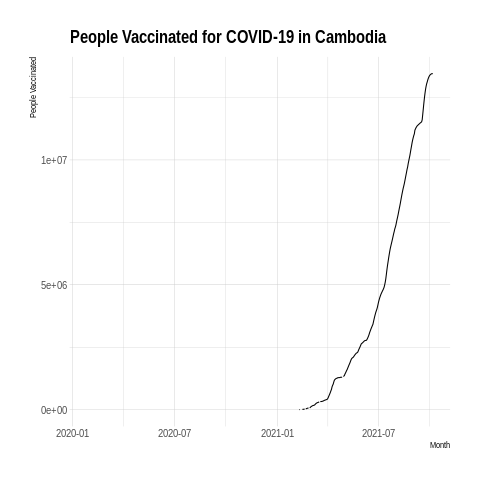 People Vaccinated for COVID-19 in Cambodia
People Vaccinated
1e+07
5e+06
0e+00
2020-01 2020-07 2021-01 2021-07
Month